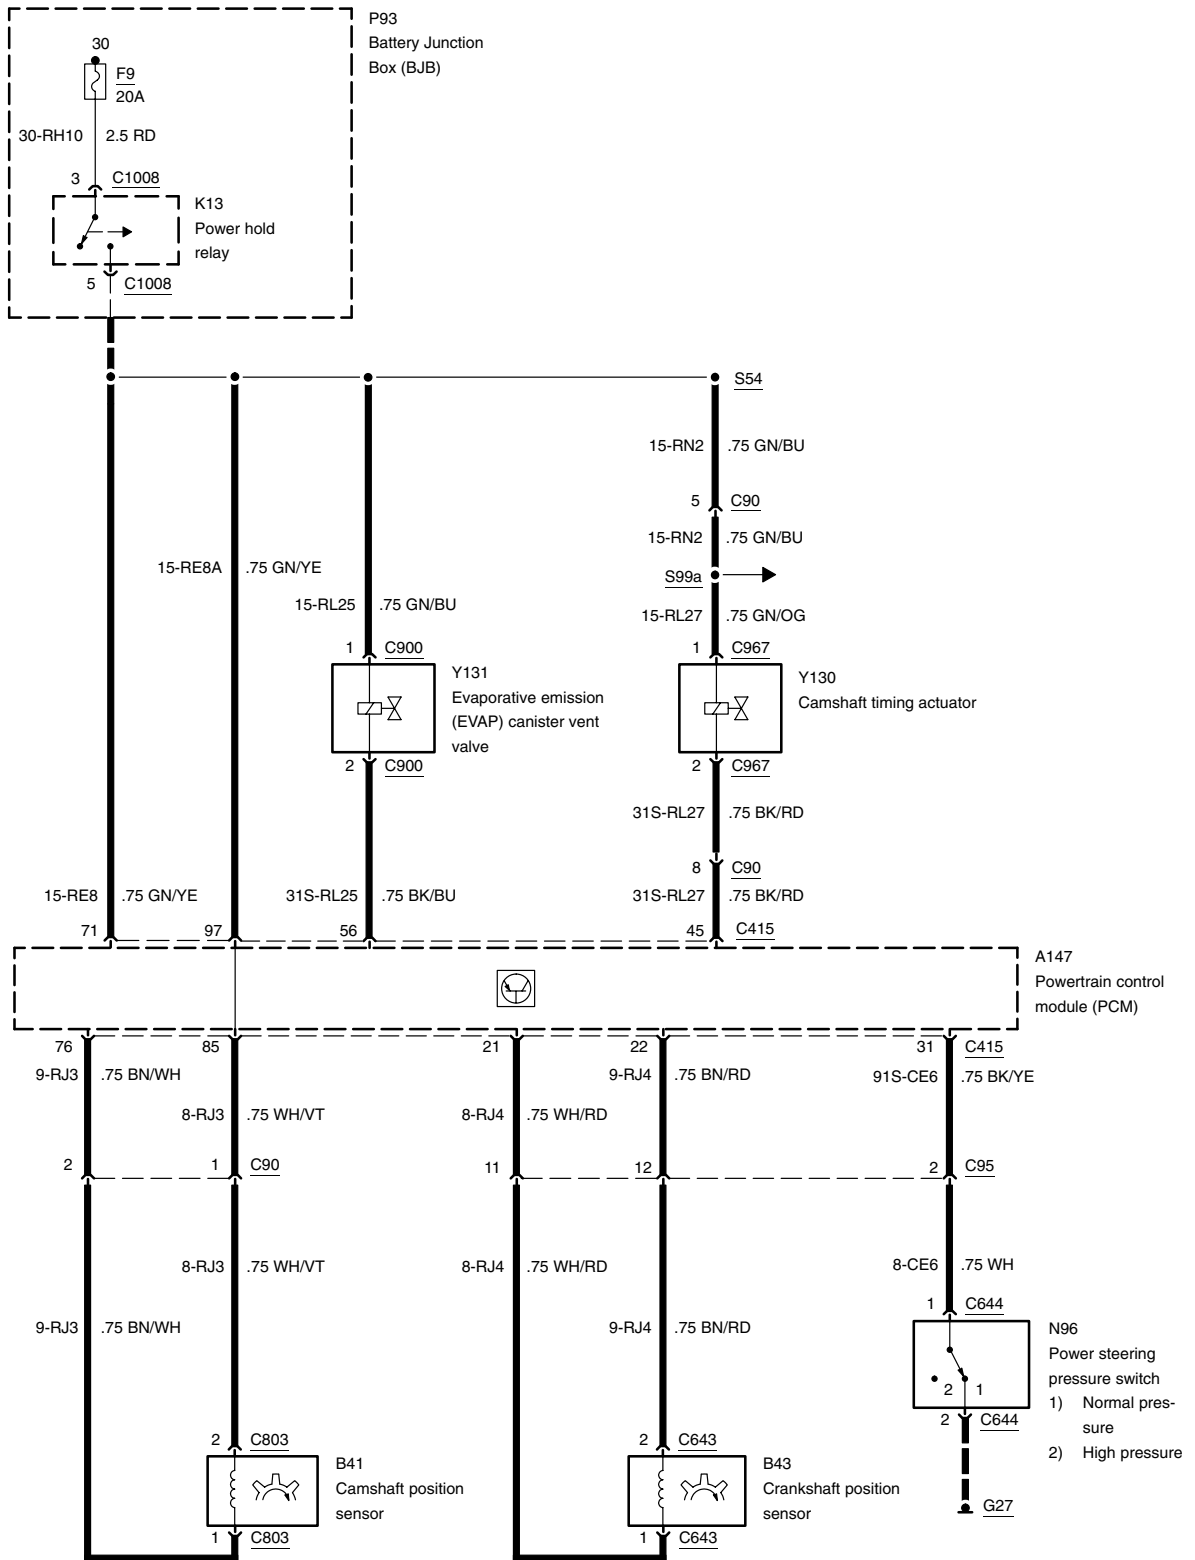 P93
Battery Junction
Box (BJB)
30
F9
20A
30-RH10 2.5 RD
3 C1008
K13
Power hold
relay
5 C1008
S54
15-RN2 .75 GN/BU
5 C90
15-RN2 .75 GN/BU
15-RE8A .75 GN/YE
S99a
15-RL25 .75 GN/BU
15-RL27 .75 GN/OG
1 C900
1 C967
Y131
Evaporative emission
(EVAP) canister vent
valve
Y130
Camshaft timing actuator
2 C900
2 C967
31S-RL27 .75 BK/RD
8 C90
15-RE8 .75 GN/YE
31S-RL25 .75 BK/BU
31S-RL27 .75 BK/RD
71 97 56 45 C415
A147
Powertrain control
module (PCM)
76 85 21 22 31 C415
9-RJ3 .75 BN/WH
9-RJ4 .75 BN/RD
91S-CE6 .75 BK/YE
8-RJ3 .75 WH/VT
8-RJ4 .75 WH/RD
2 1 C90 11 12 2 C95
8-RJ3 .75 WH/VT
8-RJ4 .75 WH/RD
8-CE6 .75 WH
1 C644
9-RJ3 .75 BN/WH
9-RJ4 .75 BN/RD
N96
Power steering
pressure switch
1) Normal pres-
sure
2) High pressure
2 1
2 C644
2 C803
2 C643
B41
Camshaft position
sensor
B43
Crankshaft position
sensor
G27
1 C803
1 C643